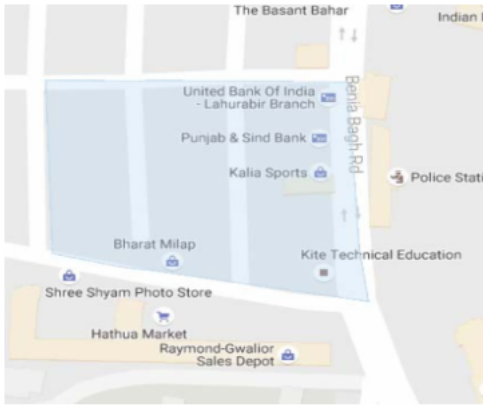 The Basant Bahar
Indian
United Bank Of India
- Lahurabir Branch
Benia Bagh Rd
Punjab & Sind Bank
Kalia Sports
Police Stati
Bharat Milap
Kite Technical Education
Shree Shyam Photo Store
Hathua Market
Raymond-Gwalior
Sales Depot